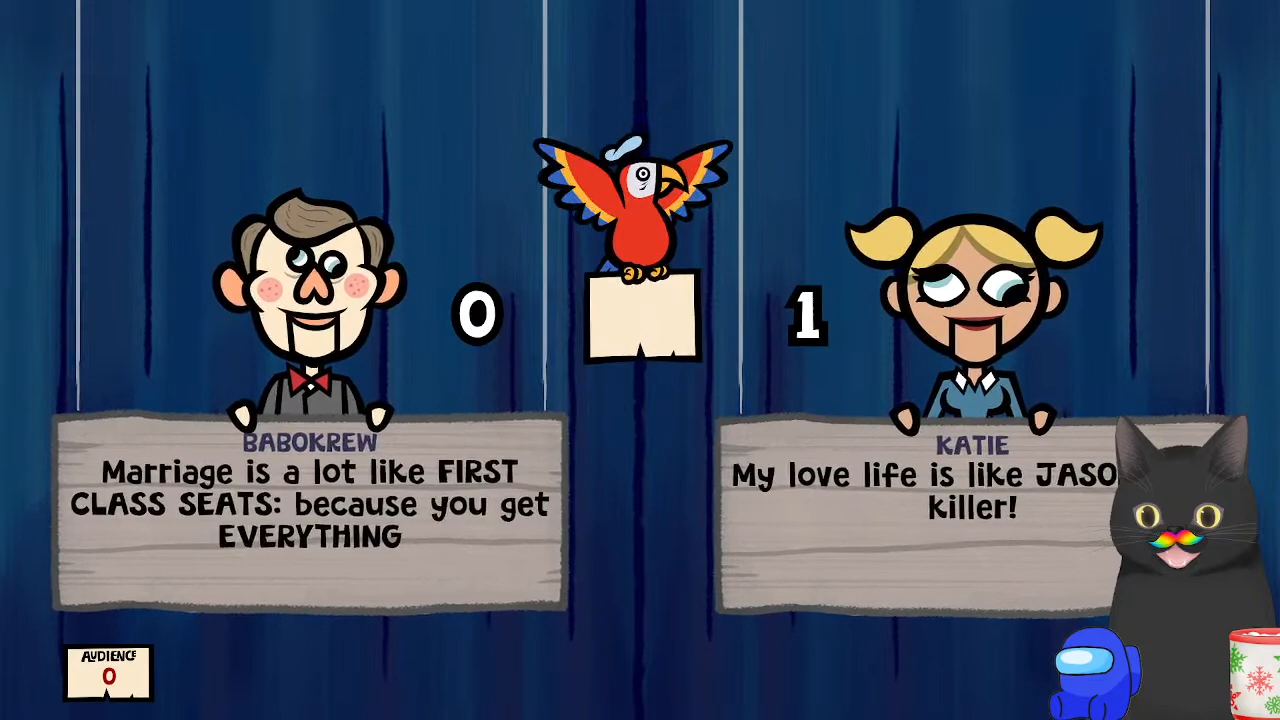 0
1
BABOKREW
Marriage is a lot like FIRST
CLASS SEATS: because you get
EVERYTHING
KATIE
My love life is like JASO
killer!
AUDIENCE
0